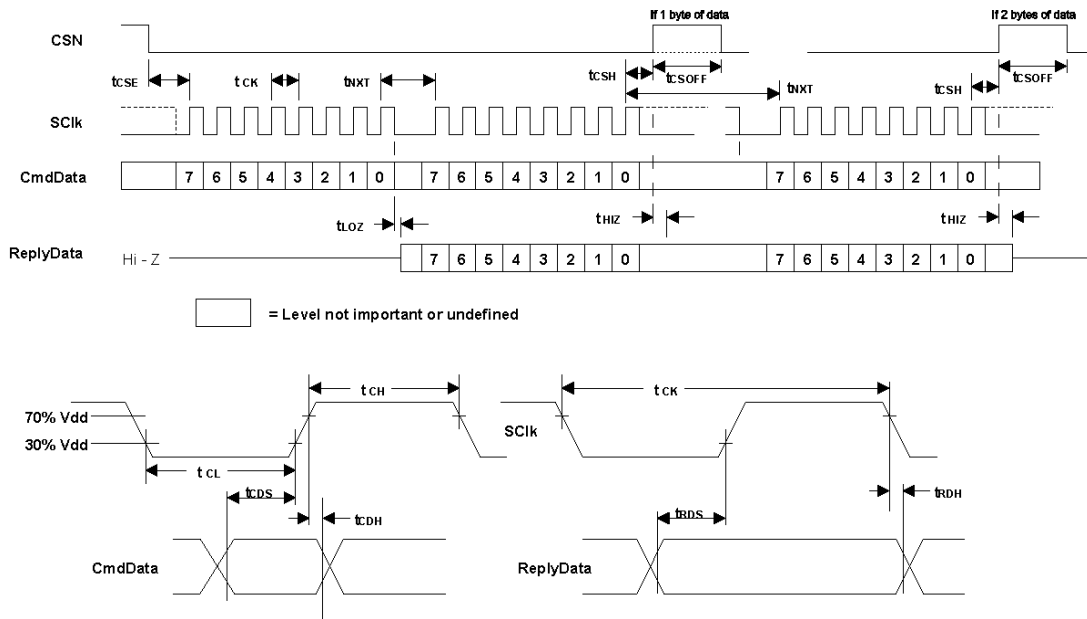 If 1 byte of data
If 2 bytes of data
CSN
tCSE
tCK
tNXT
tCSH
tCSOFF
tNXT
tCSH
tCSOFF
SClk
CmdData
7 6 5 4 3 2 1 0
7 6 5 4 3 2 1 0
7 6 5 4 3 2 1 0
tLOZ
tHIZ
tHIZ
ReplyData
Hi - Z
7 6 5 4 3 2 1 0
7 6 5 4 3 2 1 0
= Level not important or undefined
tCH
tCK
70% Vdd
30% Vdd
SClk
tCL
tCDS
tCDH
tRDS
tRDH
CmdData
ReplyData